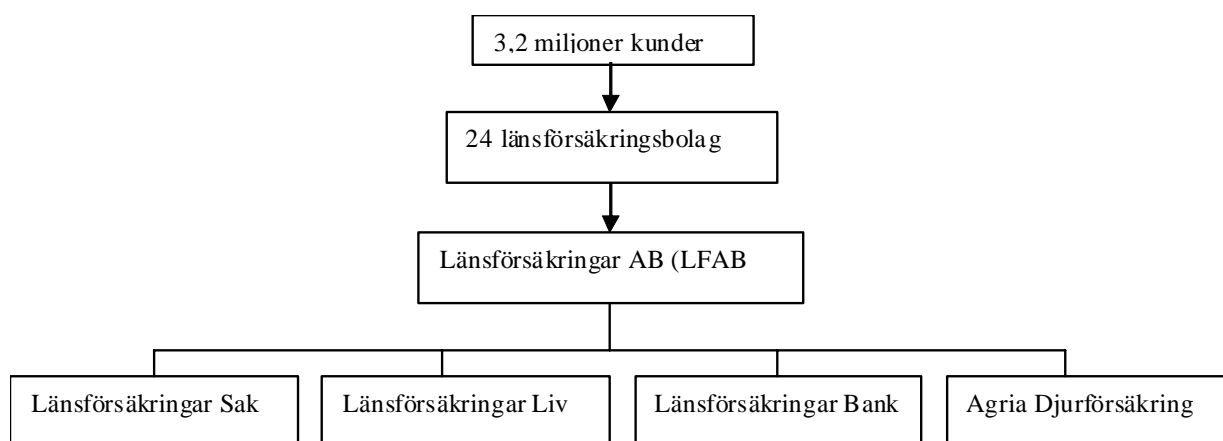 3,2 miljoner kunder
24 länsförsäkringsbolag
Länsförsäkringar AB (LFAB
Länsförsäkringar Sak
Länsförsäkringar Liv
Länsförsäkringar Bank
Agria Djurförsäkring